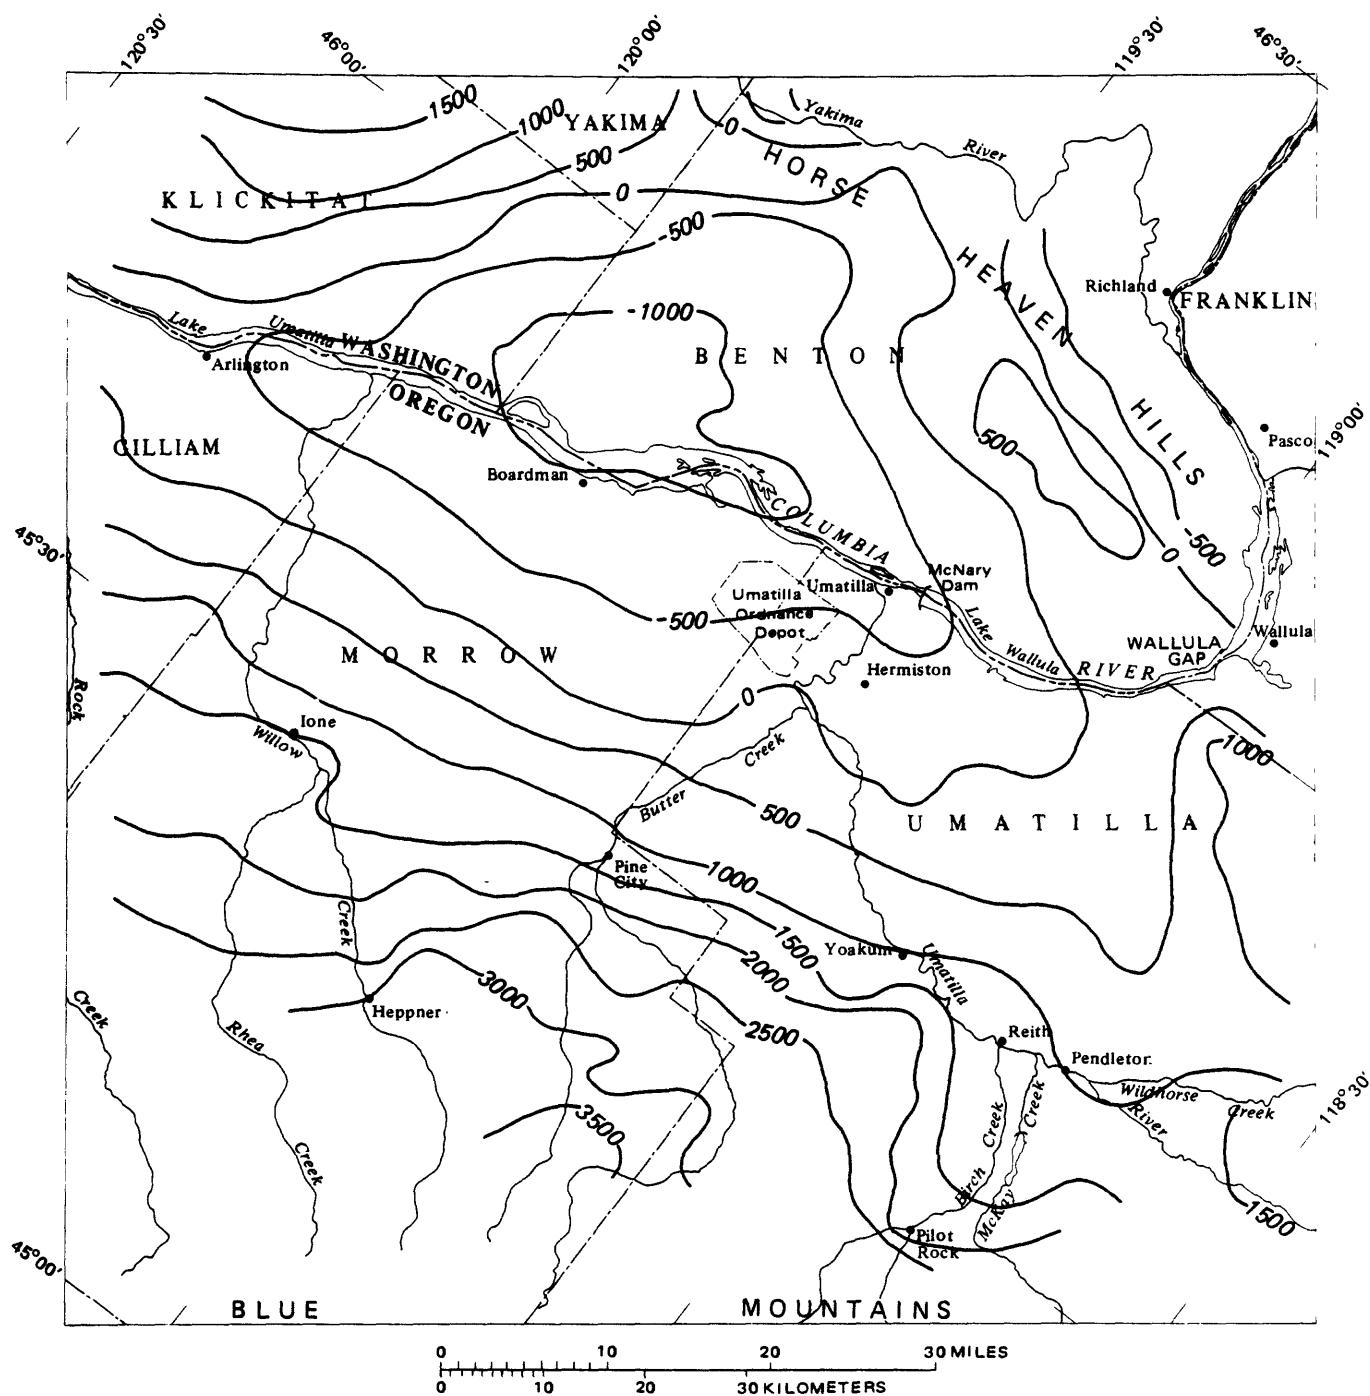 120°30'
46°00'
120°00'
119°30'
46°30'
1500
1000
YAKIMA
0
Yakima
River
500
HORSE
KLICKITAT
0
-500
HEAVEN
Richland
FRANKLIN
Lake
Umatilla
WASHINGTON
-1000
BENTON
Arlington
OREGON
HILLS
119°00'
GILLIAM
500
Pasco
Boardman
COLUMBIA
-500
45°30'
0
McNary
Dam
Umatilla
Umatilla
Ordnance
Depot
-500
Lake
Wallula
WALLULA
GAP
Wallula
RIVER
MORROW
Hermiston
Rock
0
Ione
Willow
Creek
1000
Butter
500
UMATILLA
Pine
City
1000
Creek
1500
Yoakum
2000
Umatilla
3000
Creek
Heppner
2500
Rhea
Reith
Pendleton
Wildhorse
Creek
118°30'
River
Creek
Creek
3500
Creek
Birch
McKay
1500
Pilot
Rock
45°00'
BLUE
MOUNTAINS
0 10 20 30 MILES
0 10 20 30 KILOMETERS